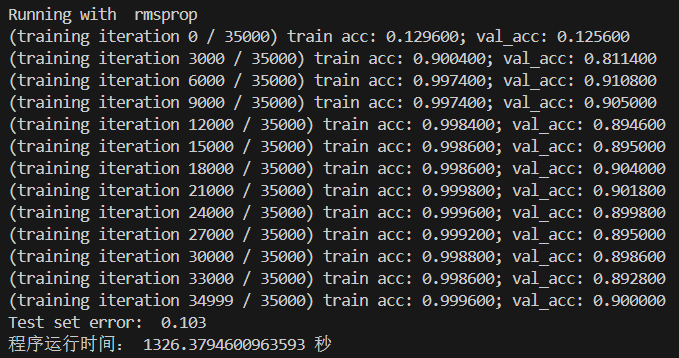 Running with  rmsprop
(training iteration 0 / 35000) train acc: 0.129600; val_acc: 0.125600
(training iteration 3000 / 35000) train acc: 0.900400; val_acc: 0.811400
(training iteration 6000 / 35000) train acc: 0.997400; val_acc: 0.910800
(training iteration 9000 / 35000) train acc: 0.997400; val_acc: 0.905000
(training iteration 12000 / 35000) train acc: 0.998400; val_acc: 0.894600
(training iteration 15000 / 35000) train acc: 0.998600; val_acc: 0.895000
(training iteration 18000 / 35000) train acc: 0.998600; val_acc: 0.904000
(training iteration 21000 / 35000) train acc: 0.999800; val_acc: 0.901800
(training iteration 24000 / 35000) train acc: 0.999600; val_acc: 0.899800
(training iteration 27000 / 35000) train acc: 0.999200; val_acc: 0.895000
(training iteration 30000 / 35000) train acc: 0.998800; val_acc: 0.898600
(training iteration 33000 / 35000) train acc: 0.998600; val_acc: 0.892800
(training iteration 34999 / 35000) train acc: 0.999600; val_acc: 0.900000
Test set error:  0.103
程序运行时间： 1326.3794600963593 秒